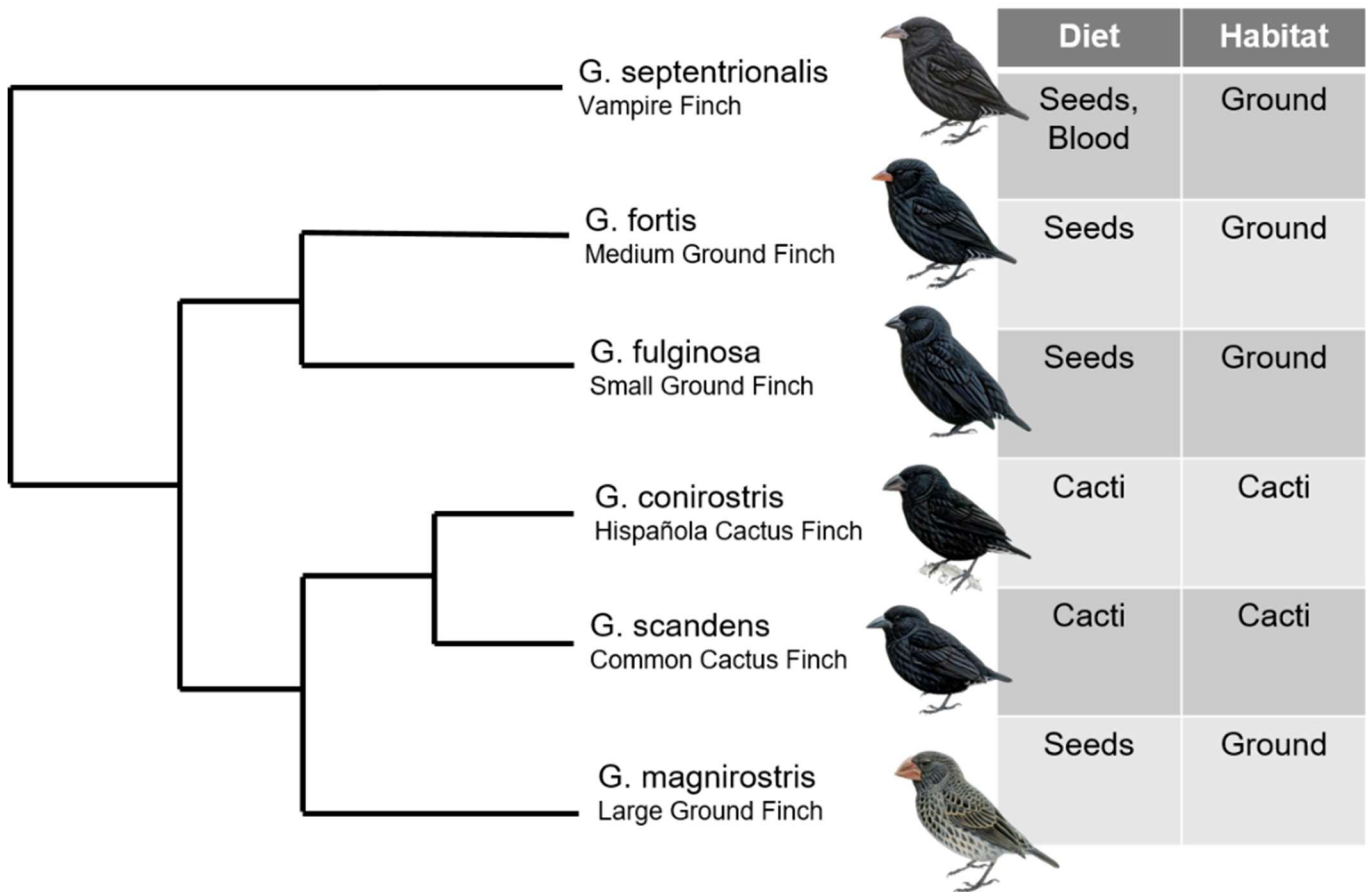 Diet Habitat
G. septentrionalis
Vampire Finch
Seeds, Ground
Blood
G. fortis
Medium Ground Finch
Seeds Ground
G. fulginosa
Small Ground Finch
Seeds Ground
G. conirostris
Hispañola Cactus Finch
Cacti Cacti
G. scandens
Common Cactus Finch
Cacti Cacti
G. magnirostris
Large Ground Finch
Seeds Ground